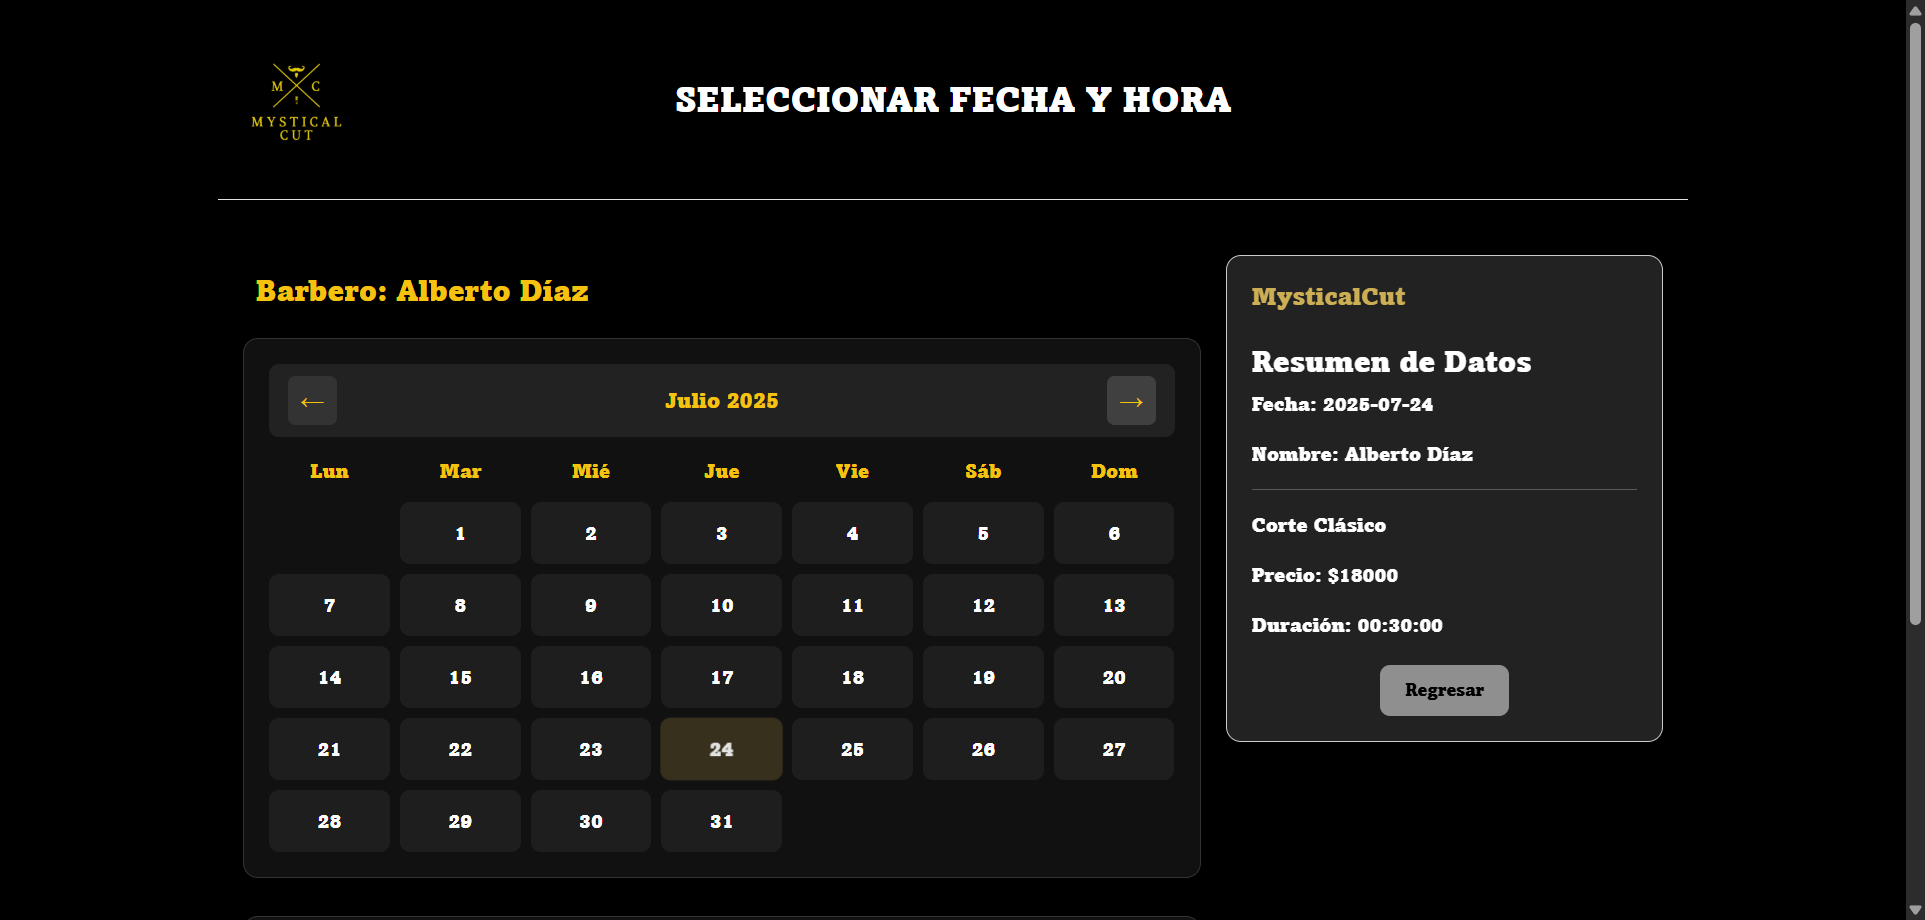 M C
MYSTICAL
CUT
SELECCIONAR FECHA Y HORA
Barbero: Alberto Díaz
← Julio 2025 →
Lun Mar Mié Jue Vie Sáb Dom
1 2 3 4 5 6
7 8 9 10 11 12 13
14 15 16 17 18 19 20
21 22 23 24 25 26 27
28 29 30 31
MysticalCut
Resumen de Datos
Fecha: 2025-07-24
Nombre: Alberto Díaz
Corte Clásico
Precio: $18000
Duración: 00:30:00
Regresar